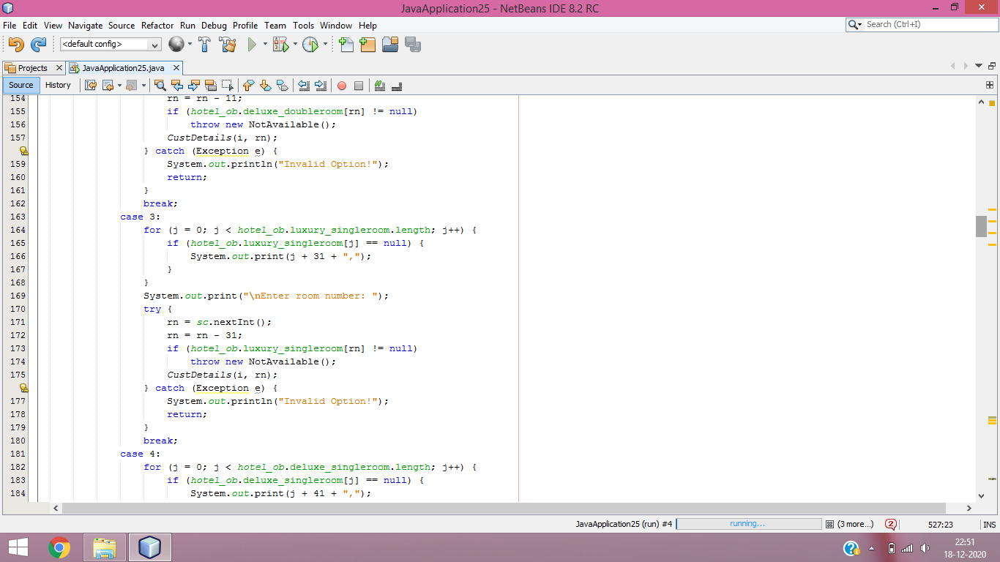 JavaApplication25 - NetBeans IDE 8.2 RC
File Edit View Navigate Source Refactor Run Debug Profile Team Tools Window Help
Search (Ctrl+I)
<default config>
Projects
JavaApplication25.java
Source History
154 rn = rn - 11;
155 if (hotel_ob.deluxe_doubleroom[rn] != null)
156 throw new NotAvailable();
157 CustDetails(i, rn);
} catch (Exception e) {
159 System.out.println("Invalid Option!");
160 return;
161 }
162 break;
163 case 3:
164 for (j = 0; j < hotel_ob.luxury_singleroom.length; j++) {
165 if (hotel_ob.luxury_singleroom[j] == null) {
166 System.out.print(j + 31 + ",");
167 }
168 }
169 System.out.print("\nEnter room number: ");
170 try {
171 rn = sc.nextInt();
172 rn = rn - 31;
173 if (hotel_ob.luxury_singleroom[rn] != null)
174 throw new NotAvailable();
175 CustDetails(i, rn);
} catch (Exception e) {
177 System.out.println("Invalid Option!");
178 return;
179 }
180 break;
181 case 4:
182 for (j = 0; j < hotel_ob.deluxe_singleroom.length; j++) {
183 if (hotel_ob.deluxe_singleroom[j] == null) {
184 System.out.print(j + 41 + ",");
JavaApplication25 (run) #4 running... (3 more...) 2 527:23 INS
22:51
18-12-2020